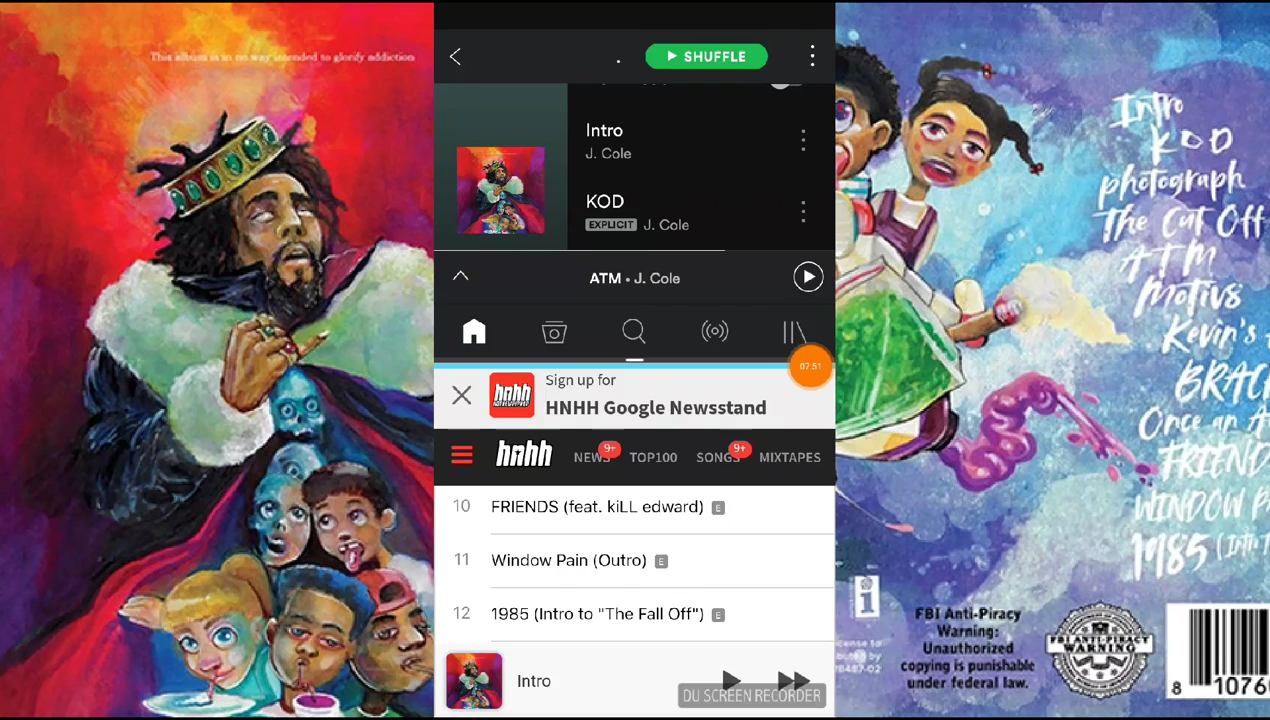 This album is in no way intended to glorify addiction
SHUFFLE
Intro
J. Cole
KOD
EXPLICIT J. Cole
ATM • J. Cole
07:51
Sign up for
hnhh
HNHH Google Newsstand
hnhh NEWS 9+ TOP100 SONGS 9+ MIXTAPES
10 FRIENDS (feat. kiLL edward) E
11 Window Pain (Outro) E
12 1985 (Intro to "The Fall Off") E
Intro
DU SCREEN RECORDER
Intro
KOD
photograph
The Cut Off
ATM
Motivs
Kevin's
BRAC
Once an A
FRIEND
WINDOW P
1985 (Intr
FBI Anti-Piracy
Warning:
Unauthorized
copying is punishable
under federal law.
FBI ANTI-PIRACY
WARNING
8 1076